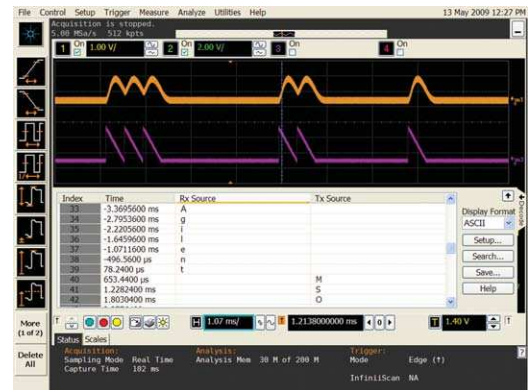 File Control Setup Trigger Measure Analyze Utilities Help 13 May 2009 12:27 PM
Acquisition is stopped.
5.00 MSa/s 512 kpts
1 On 1.00 V/ 2 On 2.00 V/ 3 On 4 On
Index Time Rx Source Tx Source
33 -3.3695600 ms A
34 -2.7953600 ms g
35 -2.2205600 ms i
36 -1.6459600 ms l
37 -1.0711600 ms e
38 -496.5600 µs n
39 78.2400 µs t
40 653.4400 µs M
41 1.2282400 ms S
42 1.8030400 ms O
Decode
Display Format
ASCII
Setup...
Search...
Save...
Help
More
(1 of 2)
Delete
All
H 1.07 ms/ 1.2138000000 ms 0 T 1.40 V
Status Scales
Acquisition: Analysis: Trigger:
Sampling Mode Real Time Analysis Mem 30 M of 200 M Mode Edge (↑)
Capture Time 102 ms
InfiniiScan NA